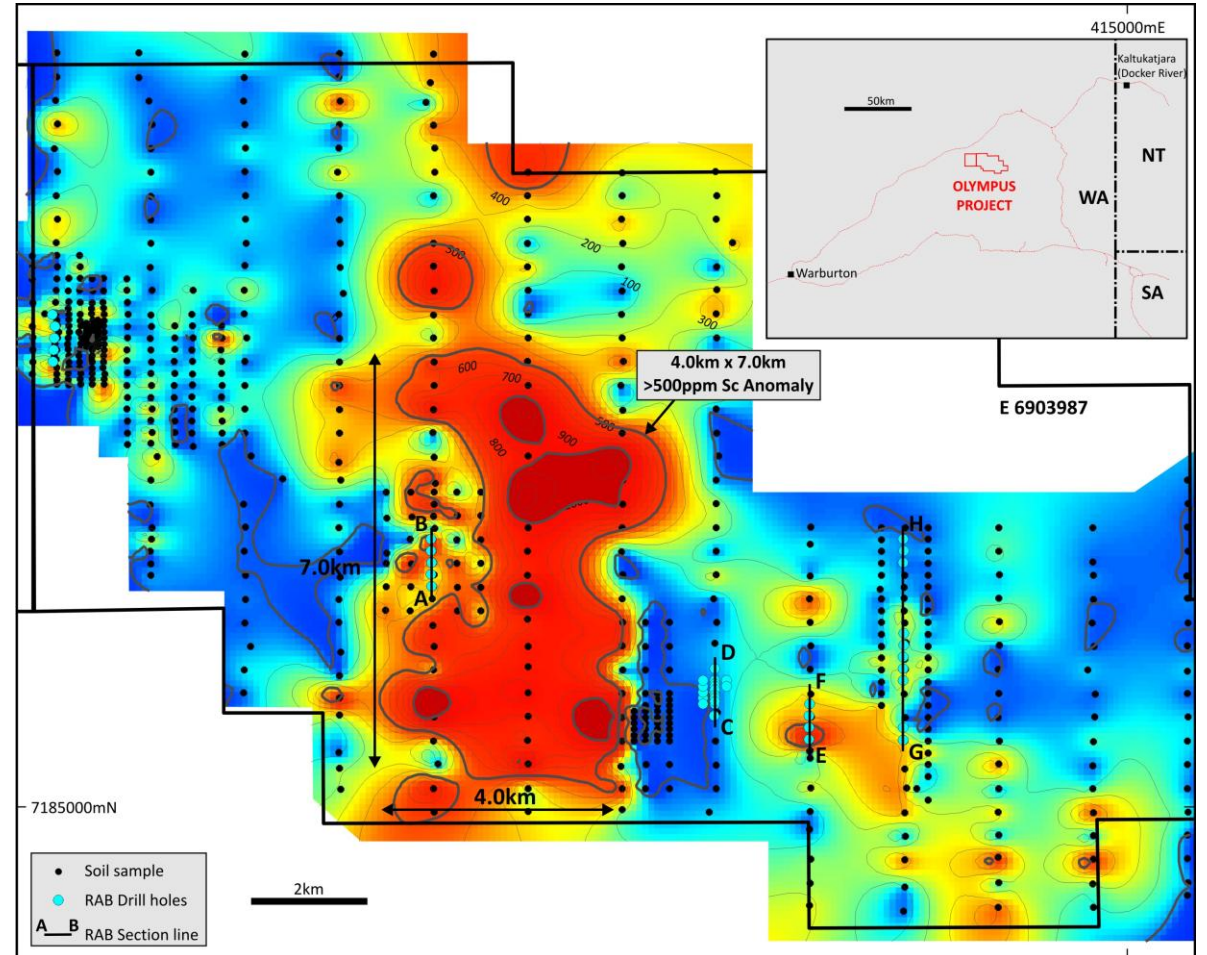 415000mE
Kaltukatjara
(Docker River)
50km
NT
OLYMPUS
PROJECT
WA
Warburton
SA
400
500
200
100
300
4.0km x 7.0km
>500ppm Sc Anomaly
600
700
500
E 6903987
900
800
B
H
7.0km
A
D
F
C
E
G
4.0km
7185000mN
Soil sample
RAB Drill holes
A B RAB Section line
2km